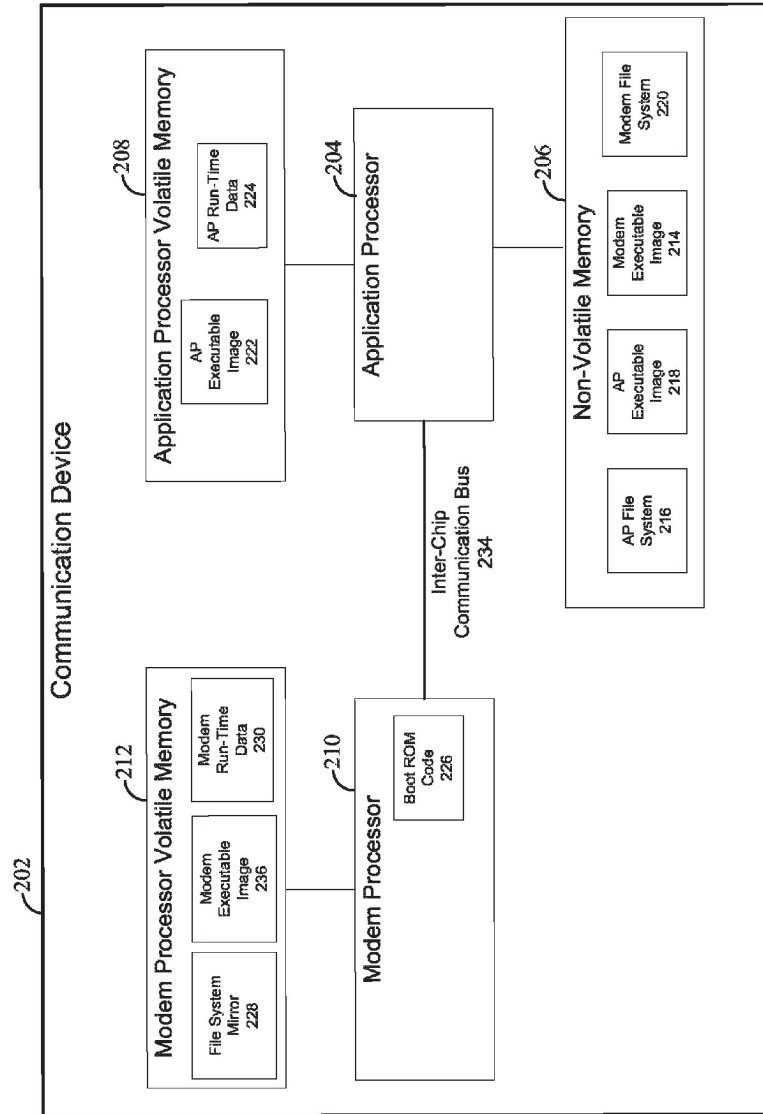 202
Communication Device
212
Modem Processor Volatile Memory
File System
Mirror
228
Modem
Executable
Image
236
Modem
Run-Time
Data
230
208
Application Processor Volatile Memory
AP
Executable
Image
222
AP Run-Time
Data
224
210
Modem Processor
Boot ROM
Code
226
Inter-Chip
Communication Bus
234
204
Application Processor
206
Non-Volatile Memory
AP File
System
216
AP
Executable
Image
218
Modem
Executable
Image
214
Modem File
System
220